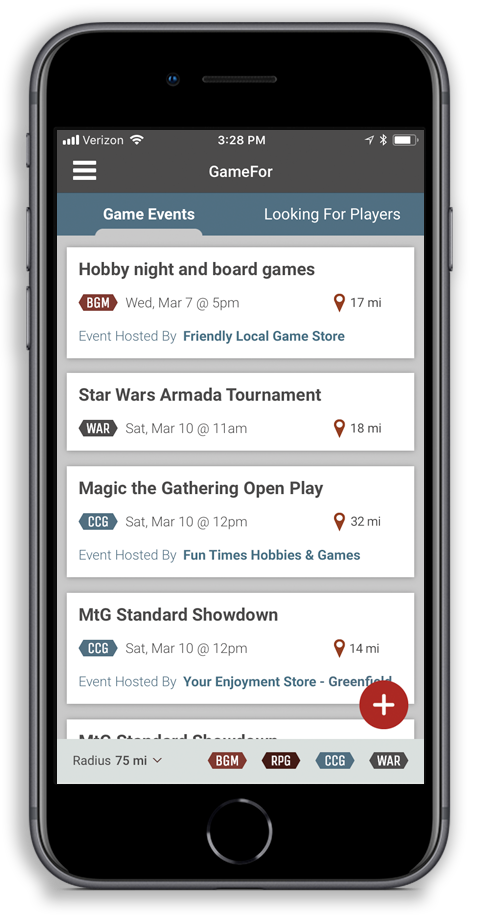 Verizon 3:28 PM
GameFor
Game Events Looking For Players
Hobby night and board games
BGM Wed, Mar 7 @ 5pm 17 mi
Event Hosted By Friendly Local Game Store
Star Wars Armada Tournament
WAR Sat, Mar 10 @ 11am 18 mi
Magic the Gathering Open Play
CCG Sat, Mar 10 @ 12pm 32 mi
Event Hosted By Fun Times Hobbies & Games
MtG Standard Showdown
CCG Sat, Mar 10 @ 12pm 14 mi
Event Hosted By Your Enjoyment Store - Greenfield
MtG Standard Showdown
Radius 75 mi BGM RPG CCG WAR